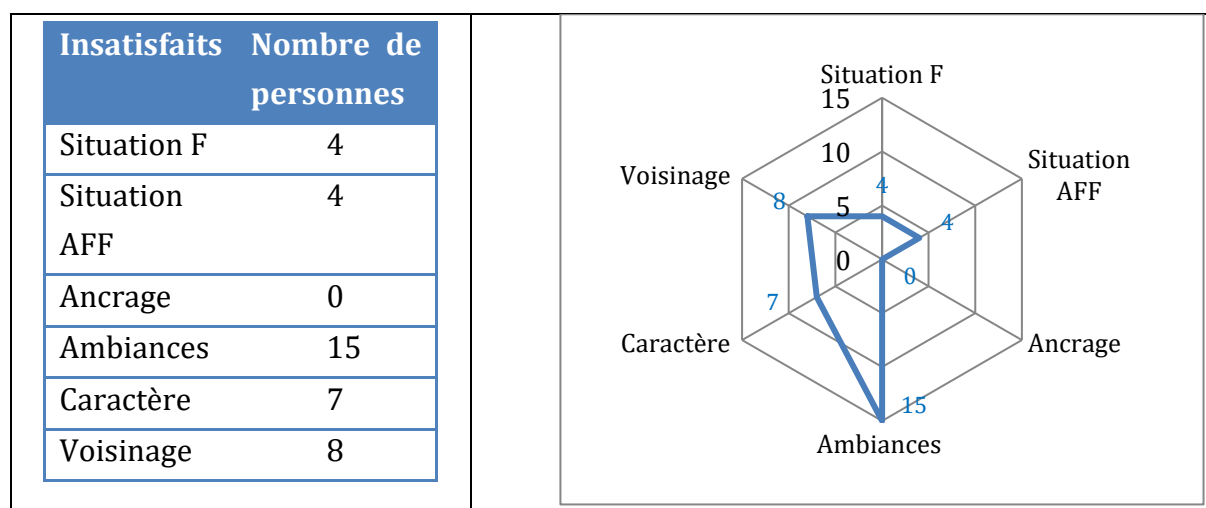 Insatisfaits Nombre de
personnes
Situation F 4
Situation 4
AFF
Ancrage 0
Ambiances 15
Caractère 7
Voisinage 8
Situation F
15
10
5
0
Situation
AFF
Ancrage
Ambiances
Caractère
Voisinage
4
4
0
15
7
8